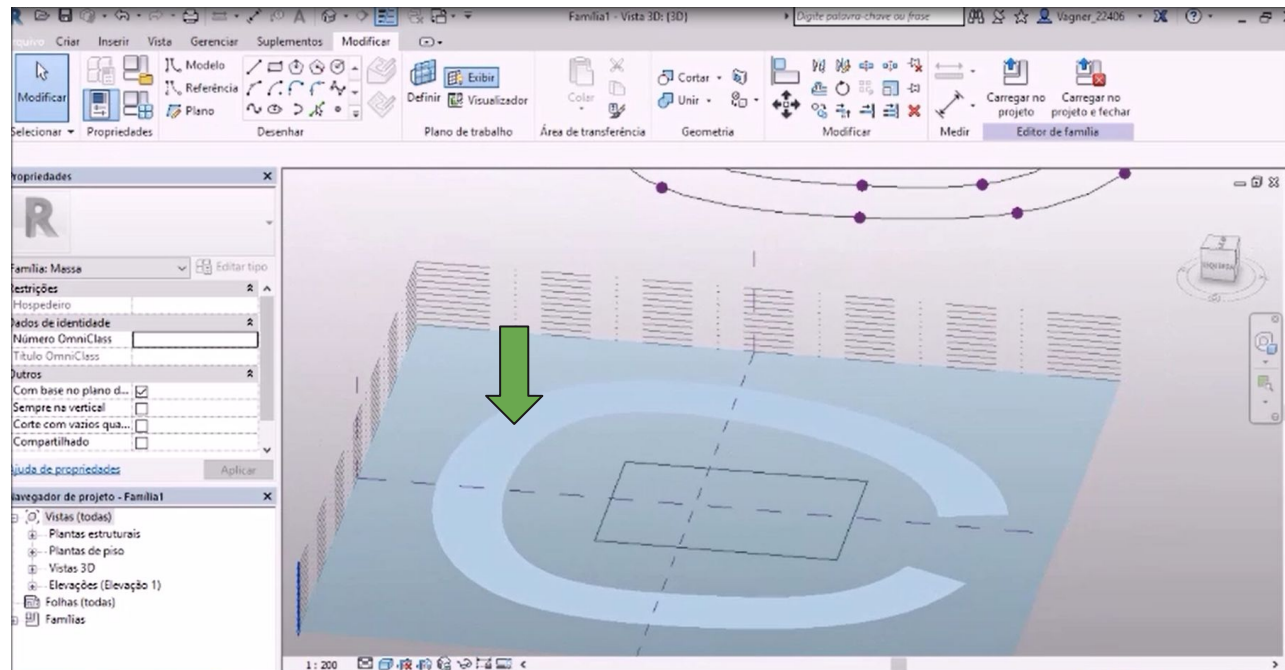 Família1 - Vista 3D: {3D}
Digite palavra-chave ou frase
Vagner_22406
Criar Inserir Vista Gerenciar Suplementos Modificar
Modificar
Selecionar
Propriedades
Modelo
Referência
Plano
Desenhar
Definir
Exibir
Visualizador
Plano de trabalho
Colar
Área de transferência
Cortar
Unir
Geometria
Modificar
Medir
Carregar no projeto
Carregar no projeto e fechar
Editor de família
Propriedades
R
Família: Massa
Editar tipo
Restrições
Hospedeiro
Dados de identidade
Número OmniClass
Título OmniClass
Outros
Com base no plano d...
Sempre na vertical
Corte com vazios qua...
Compartilhado
Ajuda de propriedades
Aplicar
Navegador de projeto - Família1
Vistas (todas)
Plantas estruturais
Plantas de piso
Vistas 3D
Elevações (Elevação 1)
Folhas (todas)
Famílias
1 : 200